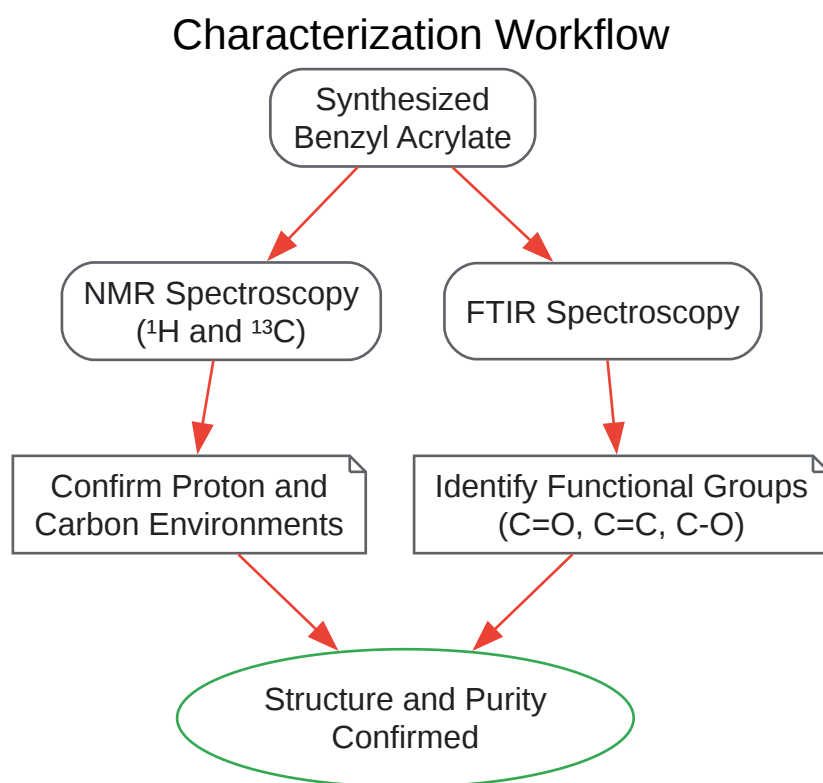 Characterization Workflow
Synthesized
Benzyl Acrylate
NMR Spectroscopy
(¹H and ¹³C)
FTIR Spectroscopy
Confirm Proton and
Carbon Environments
Identify Functional Groups
(C=O, C=C, C-O)
Structure and Purity
Confirmed